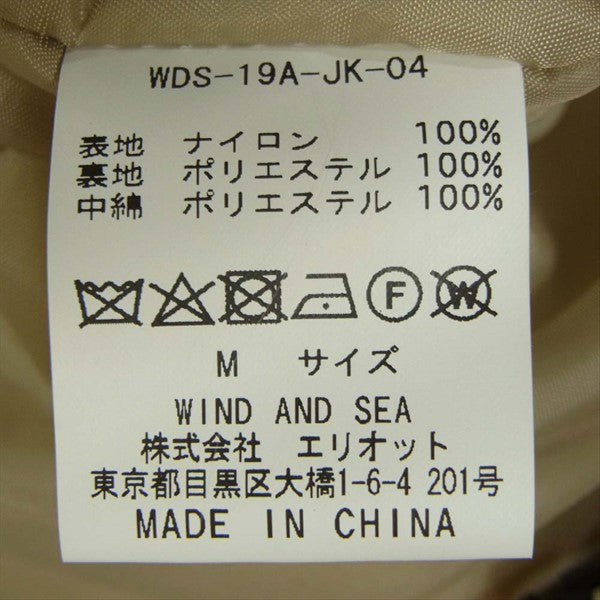 WDS-19A-JK-04
表地 ナイロン 100%
裏地 ポリエステル 100%
中綿 ポリエステル 100%
F W
M サイズ
WIND AND SEA
株式会社 エリオット
東京都目黒区大橋1-6-4 201号
MADE IN CHINA